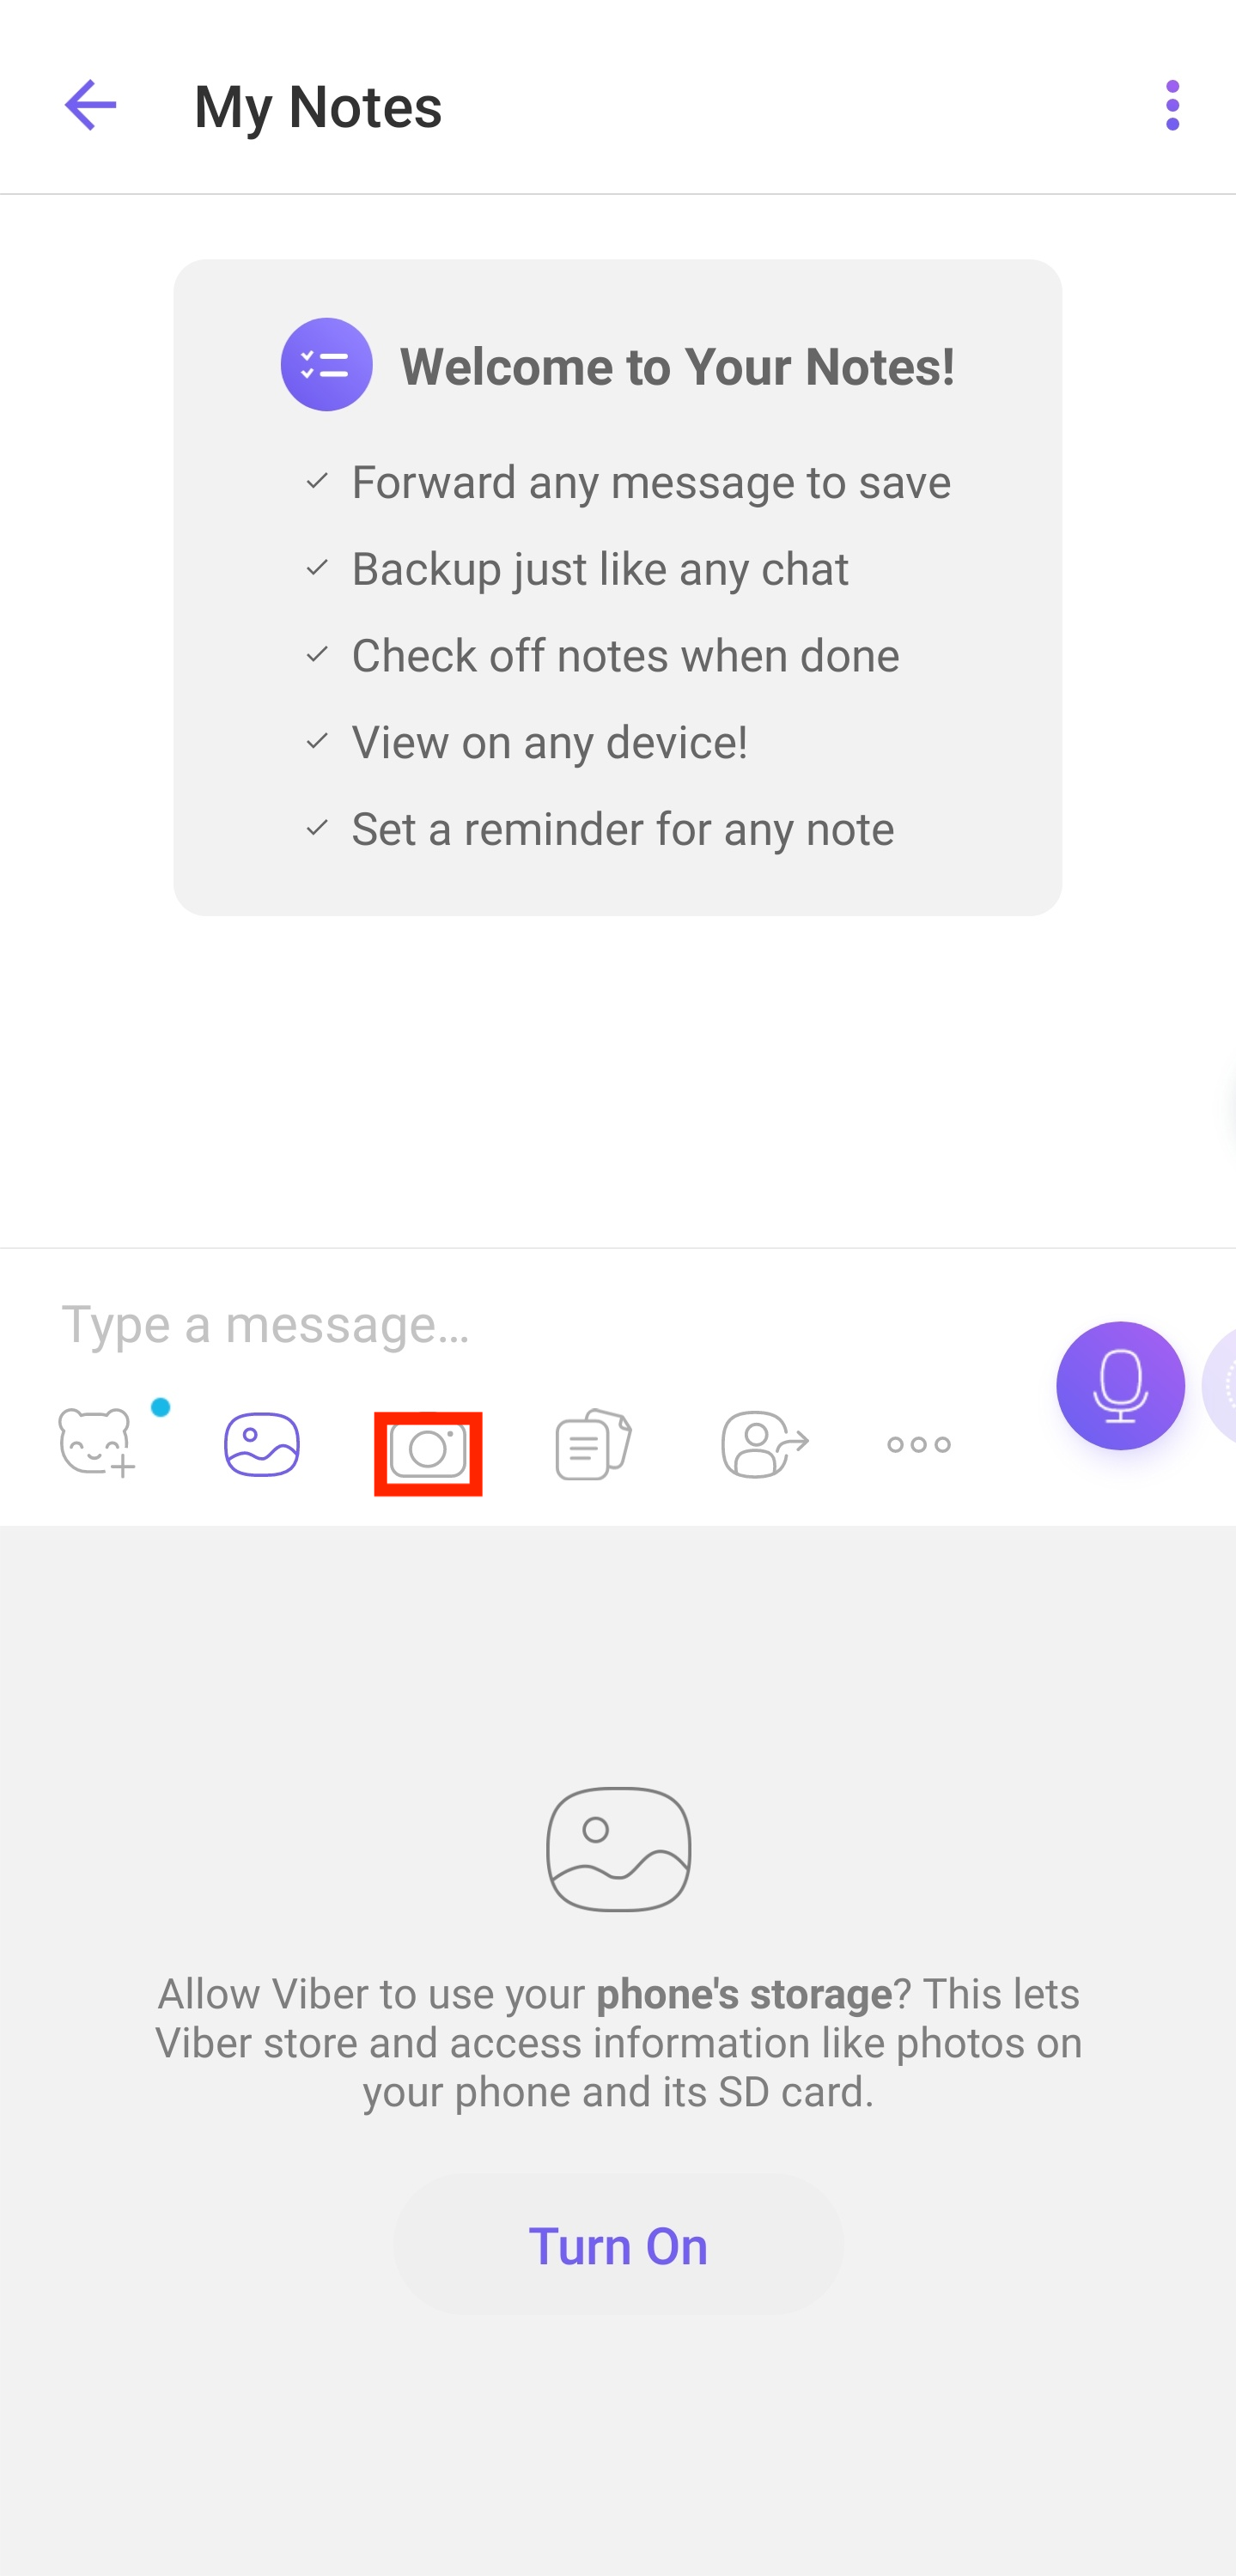 My Notes
Welcome to Your Notes!
Forward any message to save
Backup just like any chat
Check off notes when done
View on any device!
Set a reminder for any note
Type a message...
Allow Viber to use your phone's storage? This lets
Viber store and access information like photos on
your phone and its SD card.
Turn On